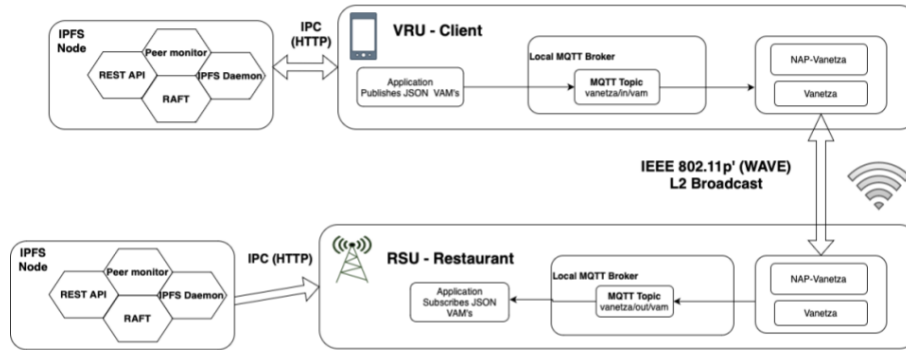 IPFS
Node
Peer monitor
REST API
IPFS Daemon
RAFT
IPC
(HTTP)
VRU - Client
Application
Publishes JSON VAM's
Local MQTT Broker
MQTT Topic
vanetza/in/vam
NAP-Vanetza
Vanetza
IEEE 802.11p' (WAVE)
L2 Broadcast
IPFS
Node
Peer monitor
REST API
IPFS Daemon
RAFT
IPC (HTTP)
RSU - Restaurant
Application
Subscribes JSON
VAM's
Local MQTT Broker
MQTT Topic
vanetza/out/vam
NAP-Vanetza
Vanetza